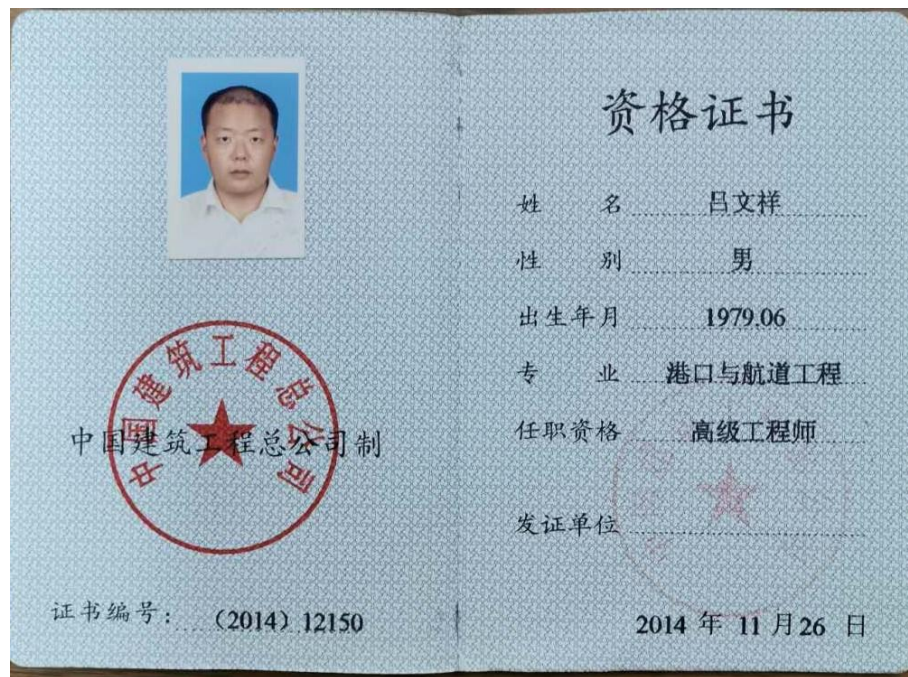 中国建筑工程总公司
中国建筑工程总公司制
证书编号：（2014）12150
资格证书
姓名 吕文祥
性别 男
出生年月 1979.06
专业 港口与航道工程
任职资格 高级工程师
发证单位
2014 年 11 月 26 日